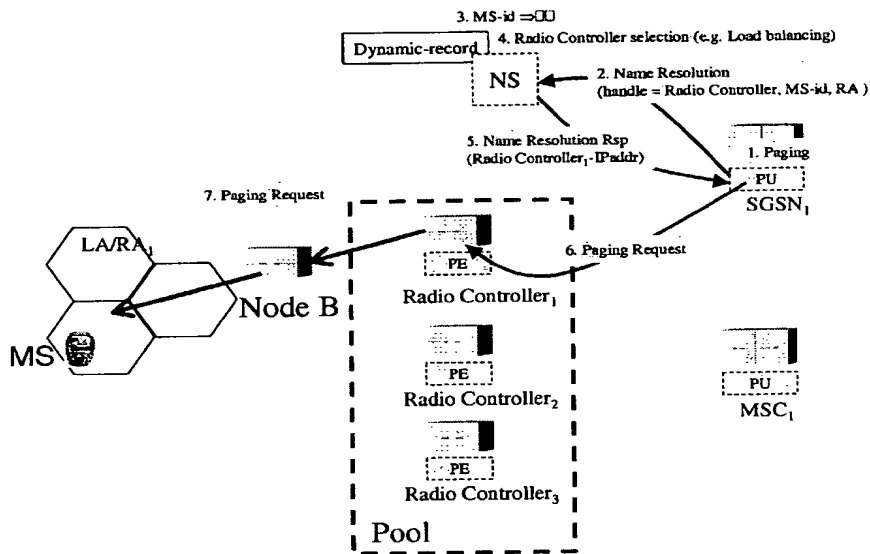 3. MS-id ⇒□□
Dynamic-record
4. Radio Controller selection (e.g. Load balancing)
NS
2. Name Resolution
(handle = Radio Controller, MS-id, RA )
5. Name Resolution Rsp
(Radio Controller₁-IPaddr)
1. Paging
PU
SGSN₁
7. Paging Request
LA/RA₁
6. Paging Request
PE
Radio Controller₁
Node B
MS
PE
Radio Controller₂
PU
MSC₁
PE
Radio Controller₃
Pool